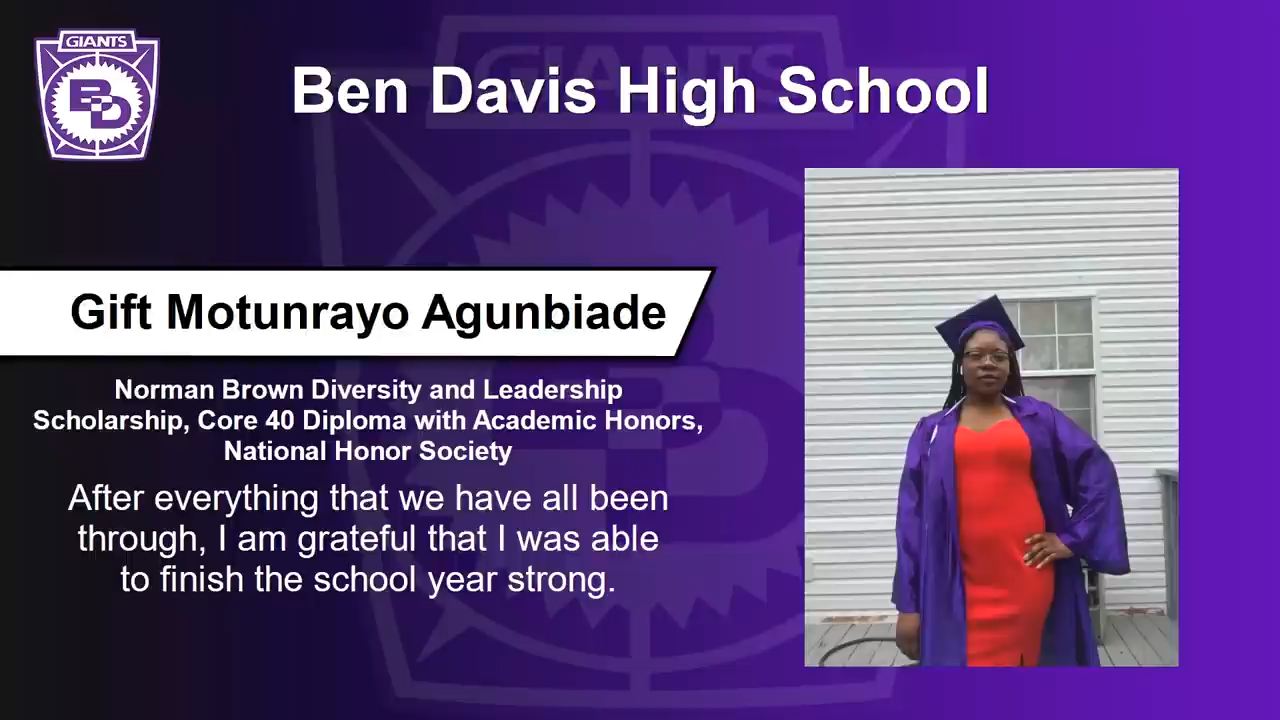 GIANTS
BD
GIANTS
Ben Davis High School
Gift Motunrayo Agunbiade
Norman Brown Diversity and Leadership
Scholarship, Core 40 Diploma with Academic Honors,
National Honor Society
After everything that we have all been
through, I am grateful that I was able
to finish the school year strong.